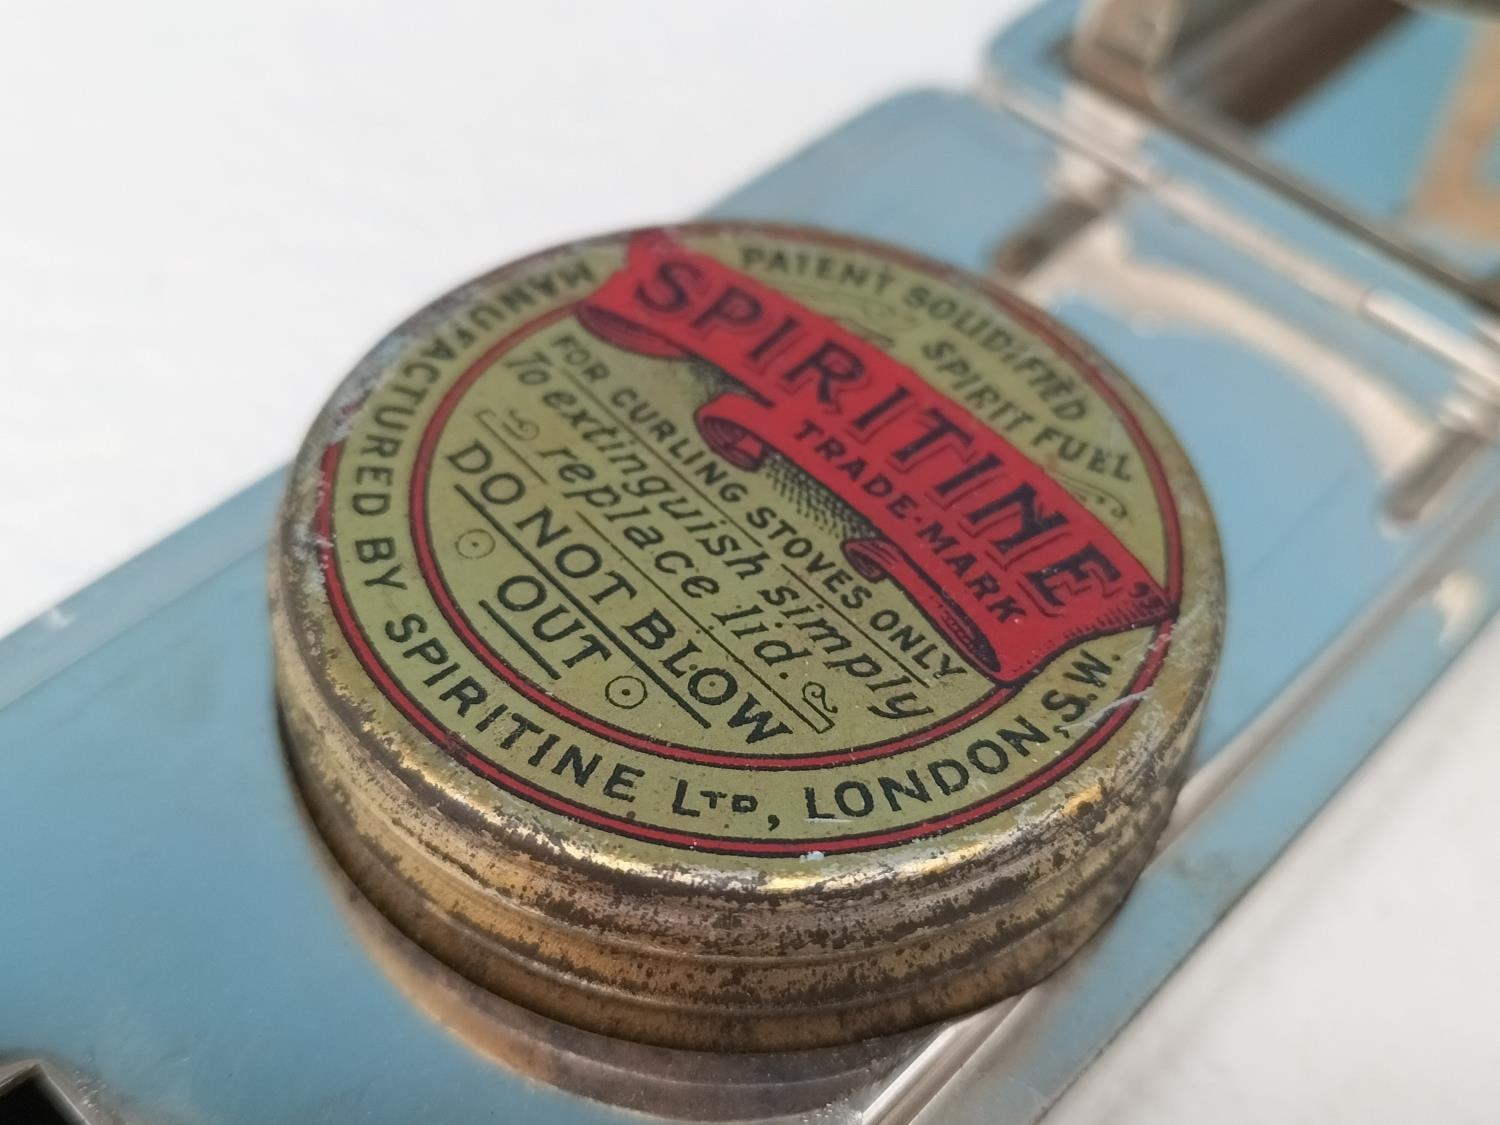 PATENT SOLIDIFIED
SPIRIT FUEL
"SPIRITINE"
TRADE-MARK
FOR CURLING STOVES ONLY
To extinguish simply
replace lid.
DO NOT BLOW
OUT
MANUFACTURED BY SPIRITINE LTD, LONDON, S.W.